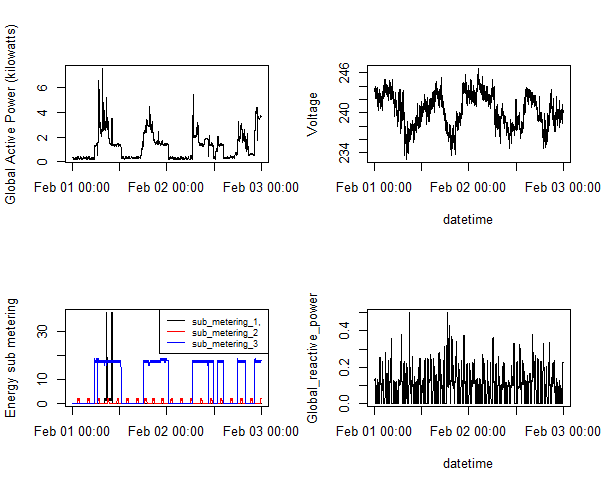 Global Active Power (kilowatts)
0 2 4 6
Feb 01 00:00 Feb 02 00:00 Feb 03 00:00
Voltage
234 240 246
Feb 01 00:00 Feb 02 00:00 Feb 03 00:00
datetime
Energy sub metering
0 10 30
sub_metering_1,
sub_metering_2
sub_metering_3
Feb 01 00:00 Feb 02 00:00 Feb 03 00:00
Global_reactive_power
0.0 0.2 0.4
Feb 01 00:00 Feb 02 00:00 Feb 03 00:00
datetime